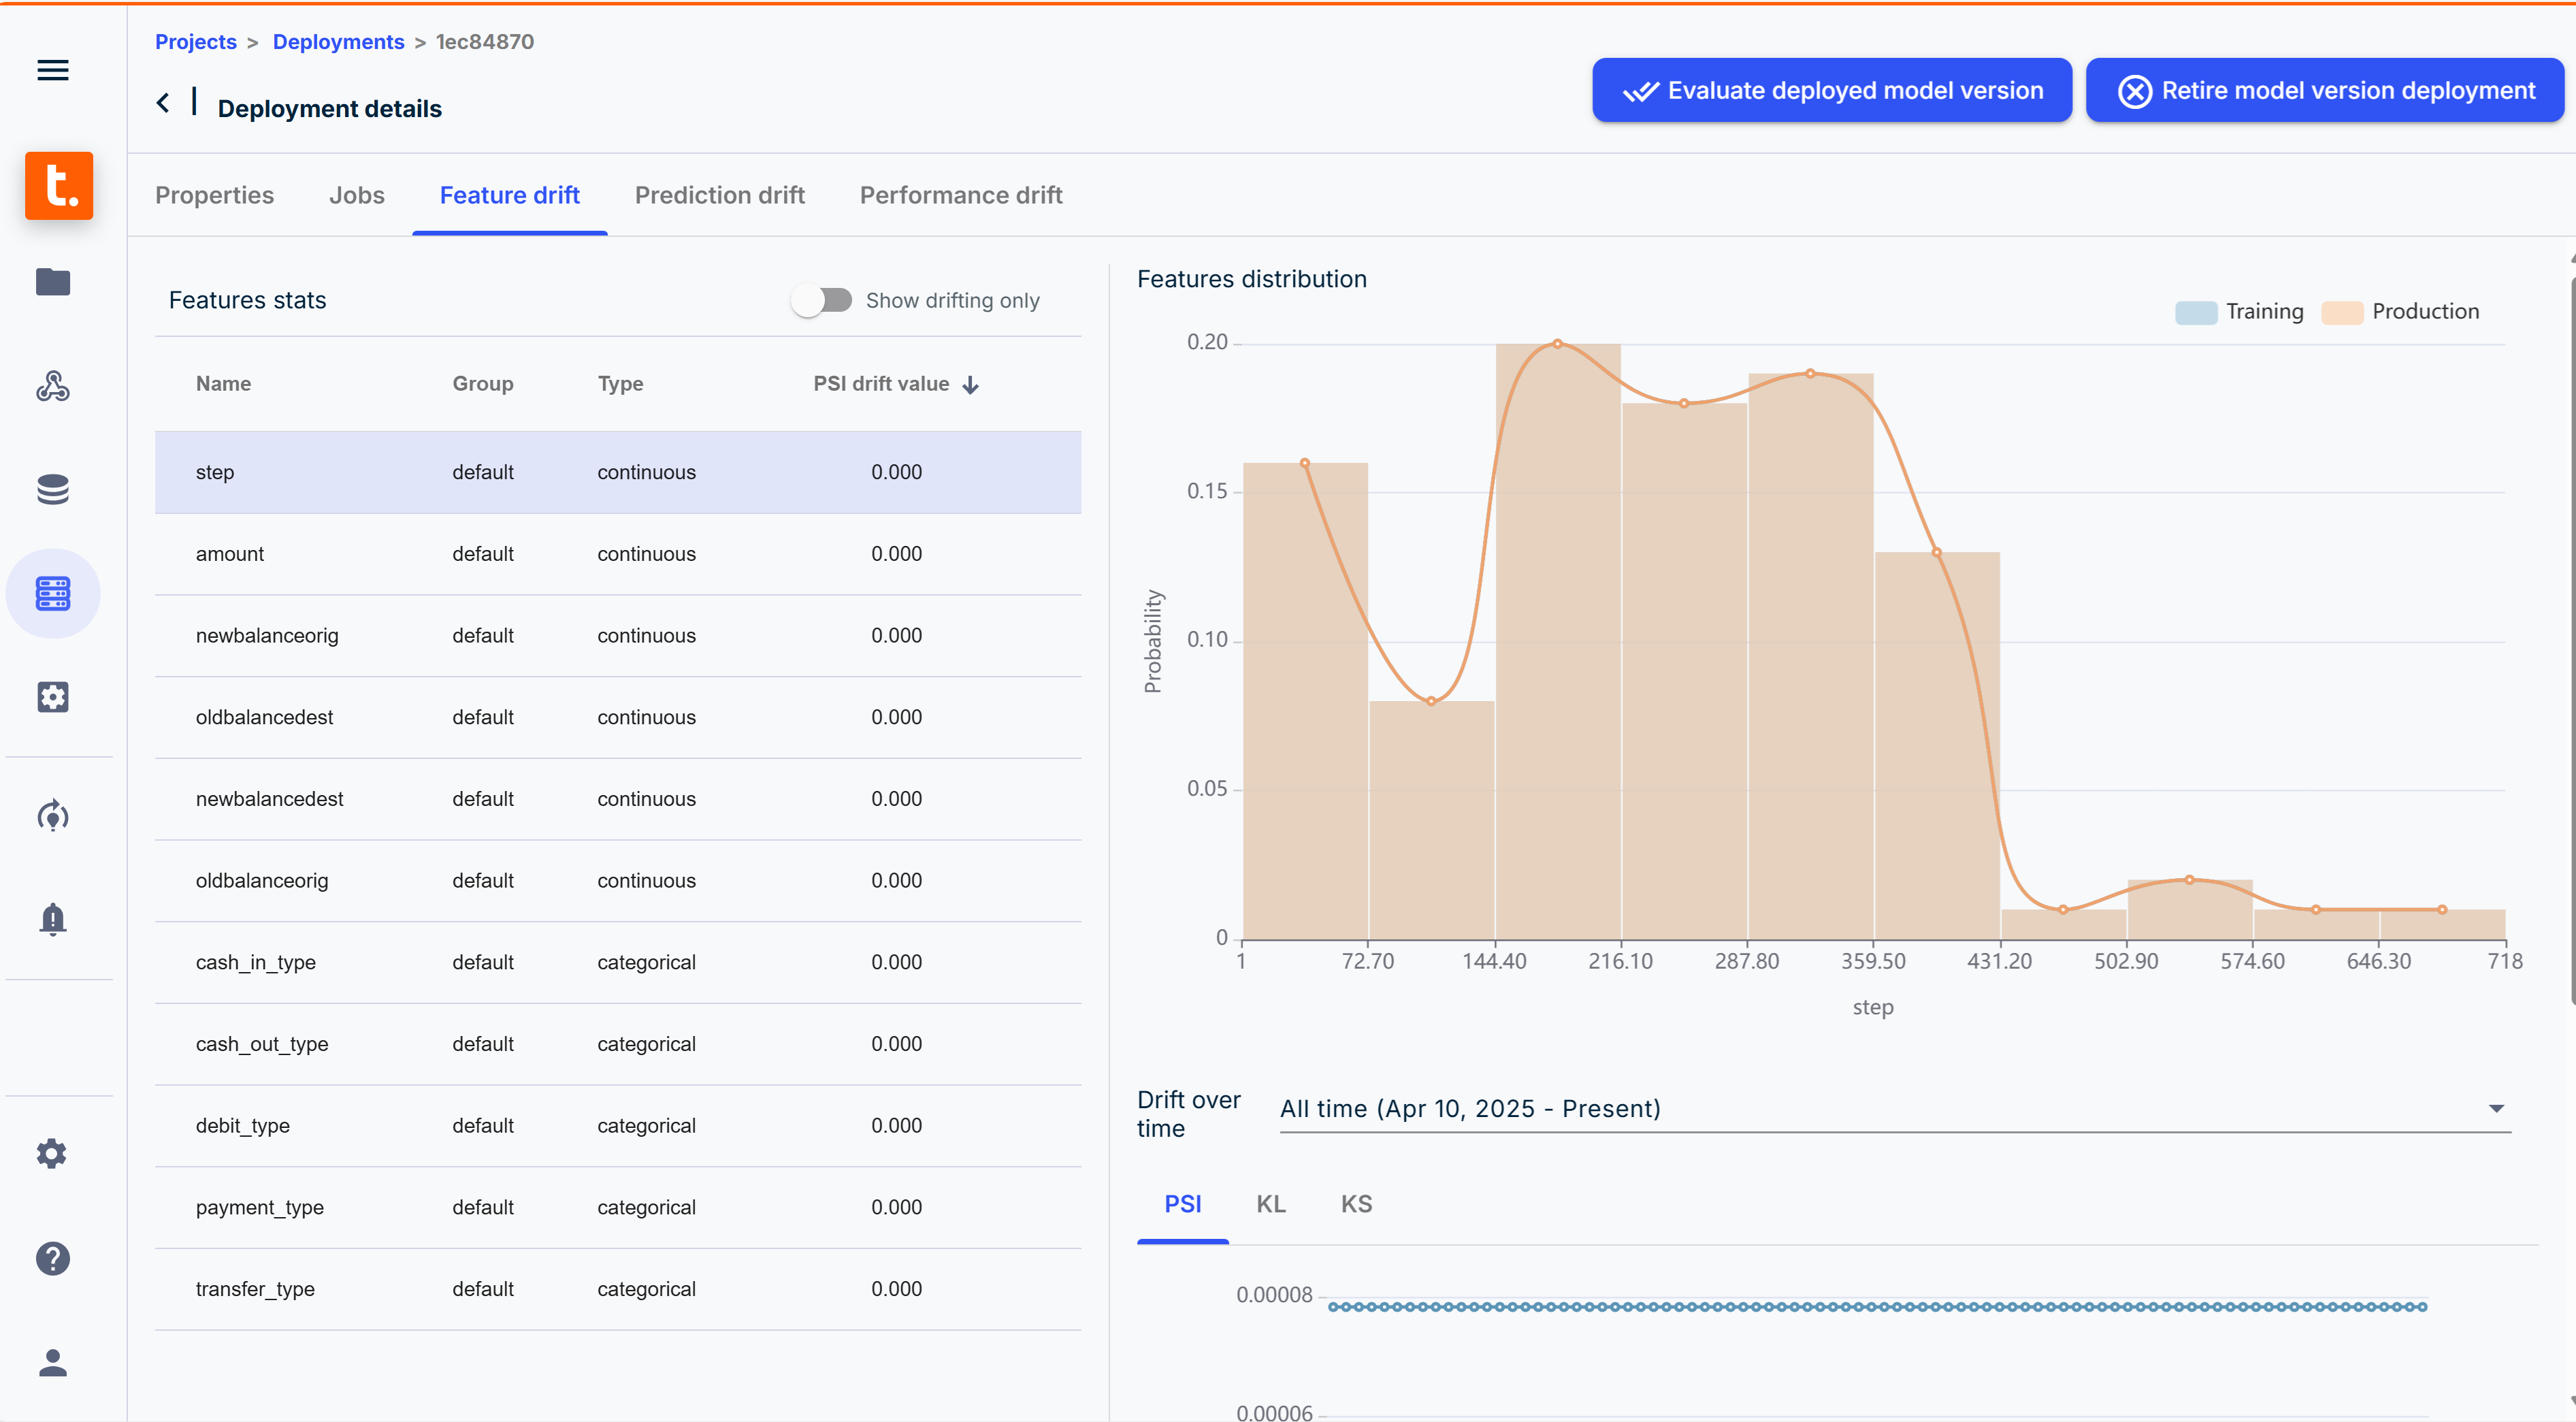 Projects > Deployments > 1ec84870
Deployment details
Evaluate deployed model version
Retire model version deployment
t.
Properties Jobs Feature drift Prediction drift Performance drift
Features stats
Show drifting only
Name Group Type PSI drift value
step default continuous 0.000
amount default continuous 0.000
newbalanceorig default continuous 0.000
oldbalancedest default continuous 0.000
newbalancedest default continuous 0.000
oldbalanceorig default continuous 0.000
cash_in_type default categorical 0.000
cash_out_type default categorical 0.000
debit_type default categorical 0.000
payment_type default categorical 0.000
transfer_type default categorical 0.000
Features distribution
Training Production
0.20
0.15
0.10
0.05
0
Probability
1 72.70 144.40 216.10 287.80 359.50 431.20 502.90 574.60 646.30 718
step
Drift over
time
All time (Apr 10, 2025 - Present)
PSI KL KS
0.00008
0.00006